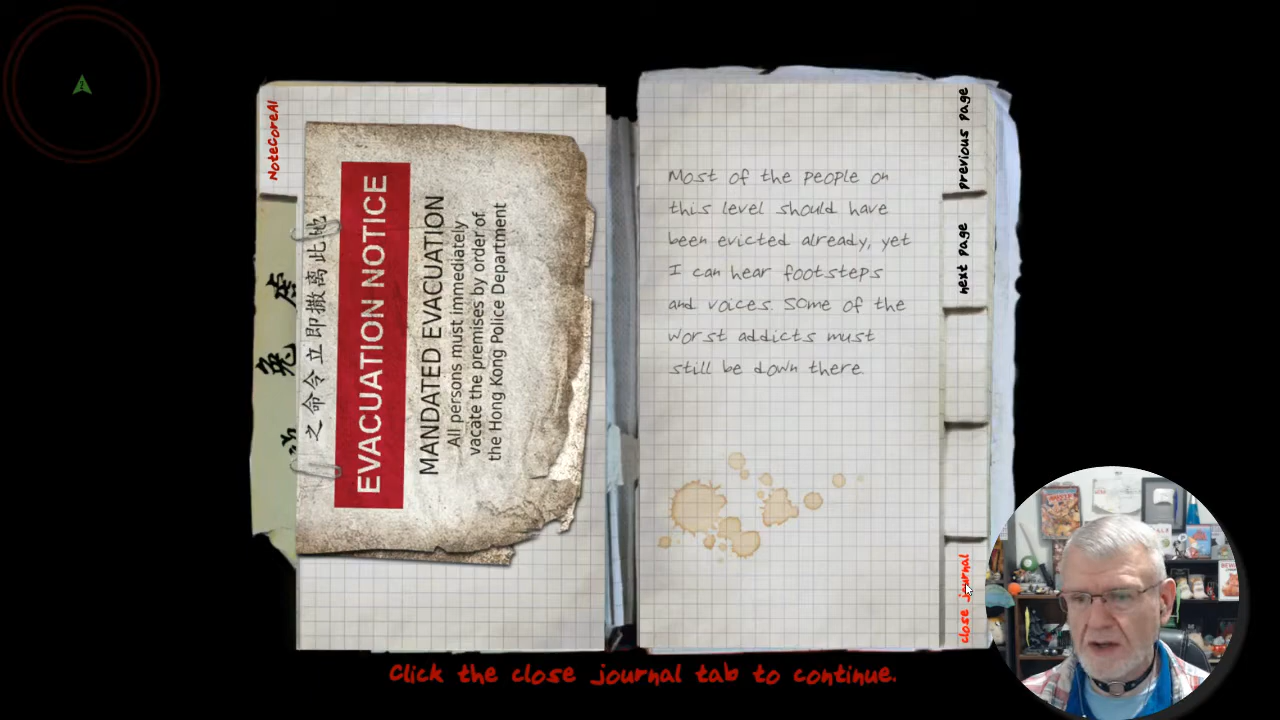 NoteCoreAI
之命令立即撤离此地
EVACUATION NOTICE
MANDATED EVACUATION
All persons must immediately
vacate the premises by order of
the Hong Kong Police Department
Most of the people on
this level should have
been evicted already, yet
I can hear footsteps
and voices. Some of the
worst addicts must
still be down there.
previous page
next page
close journal
Click the close journal tab to continue.